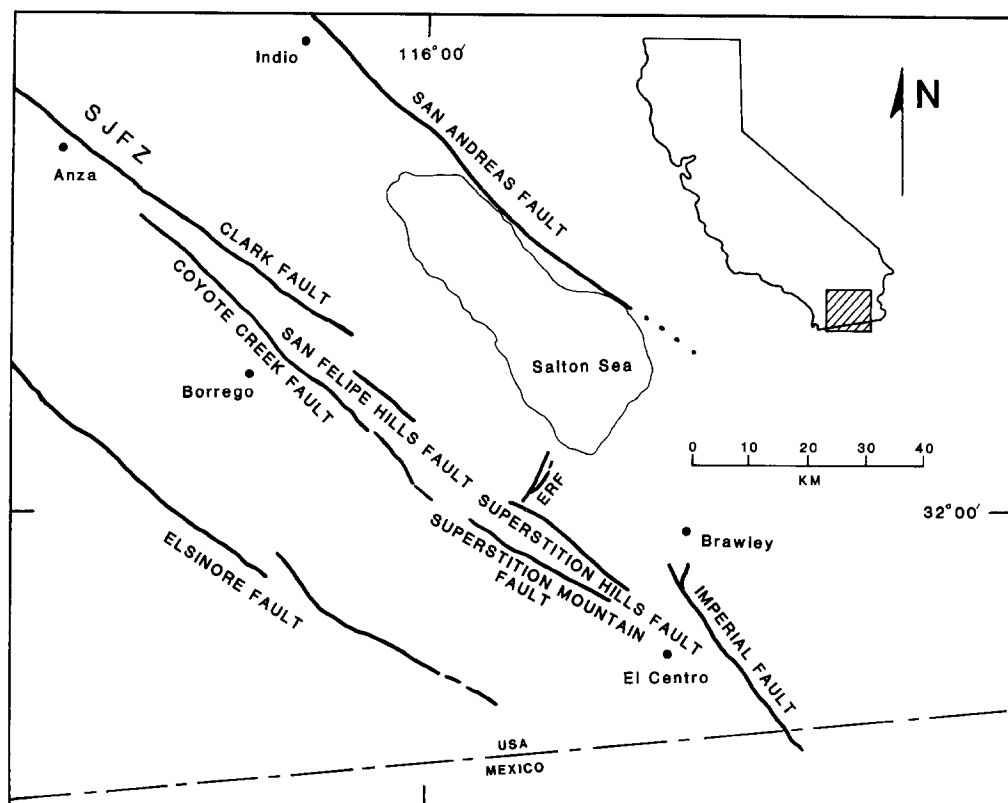 Indio
116°00'
N
SJFZ
Anza
SAN ANDREAS FAULT
CLARK FAULT
COYOTE CREEK FAULT
SAN FELIPE HILLS FAULT
Borrego
Salton Sea
0 10 20 30 40
KM
ERF
32°00'
ELSINORE FAULT
SUPERSTITION HILLS FAULT
SUPERSTITION MOUNTAIN
FAULT
Brawley
IMPERIAL FAULT
El Centro
USA
MEXICO